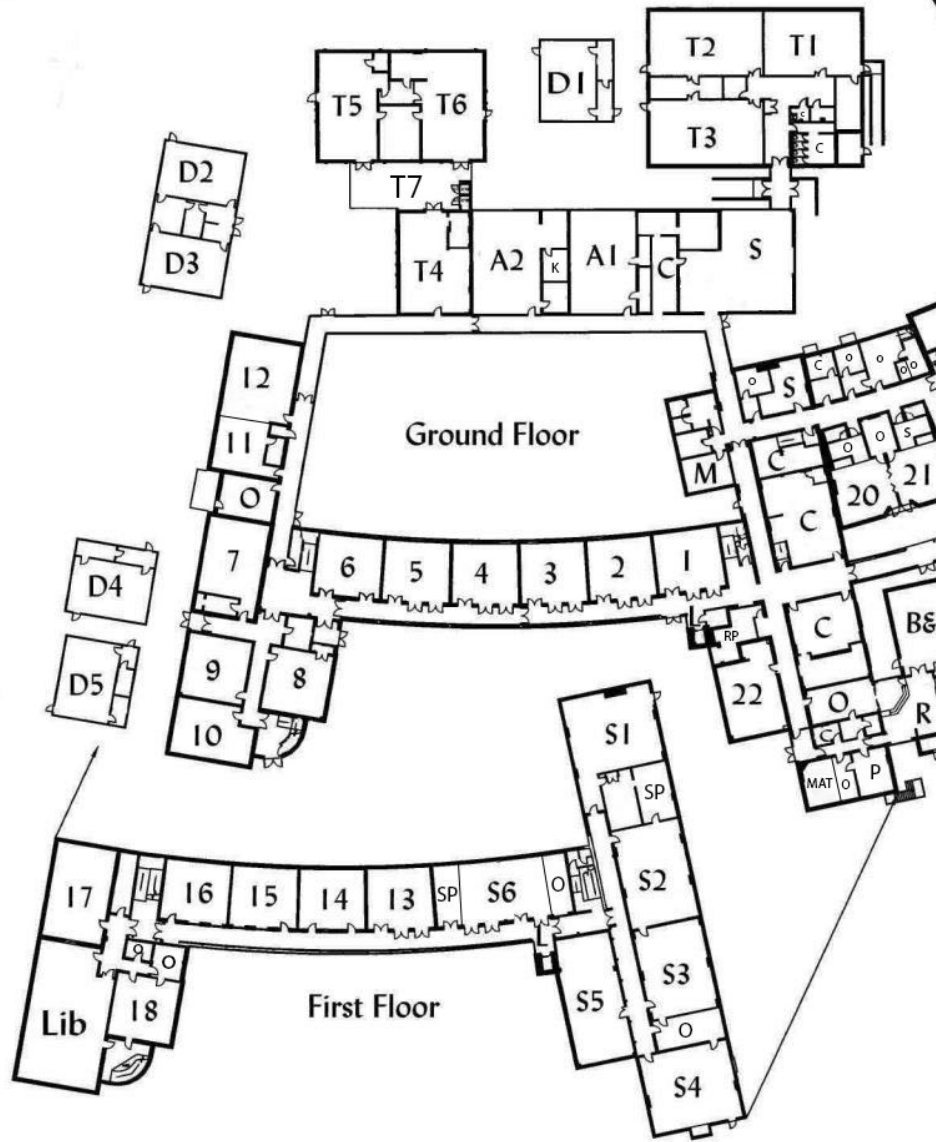 T2
T1
D1
T5
T6
T3
C
C
D2
T7
D3
T4
A2
K
A1
C
S
12
C
O
O
O
O
O
S
11
Ground Floor
M
C
O
O
S
20
21
O
C
7
6
5
4
3
2
1
D4
C
B&
RP
9
8
22
D5
O
10
S1
C
R
MAT
O
P
SP
17
16
15
14
13
SP
S6
O
S2
O
O
Lib
18
First Floor
S5
S3
O
S4